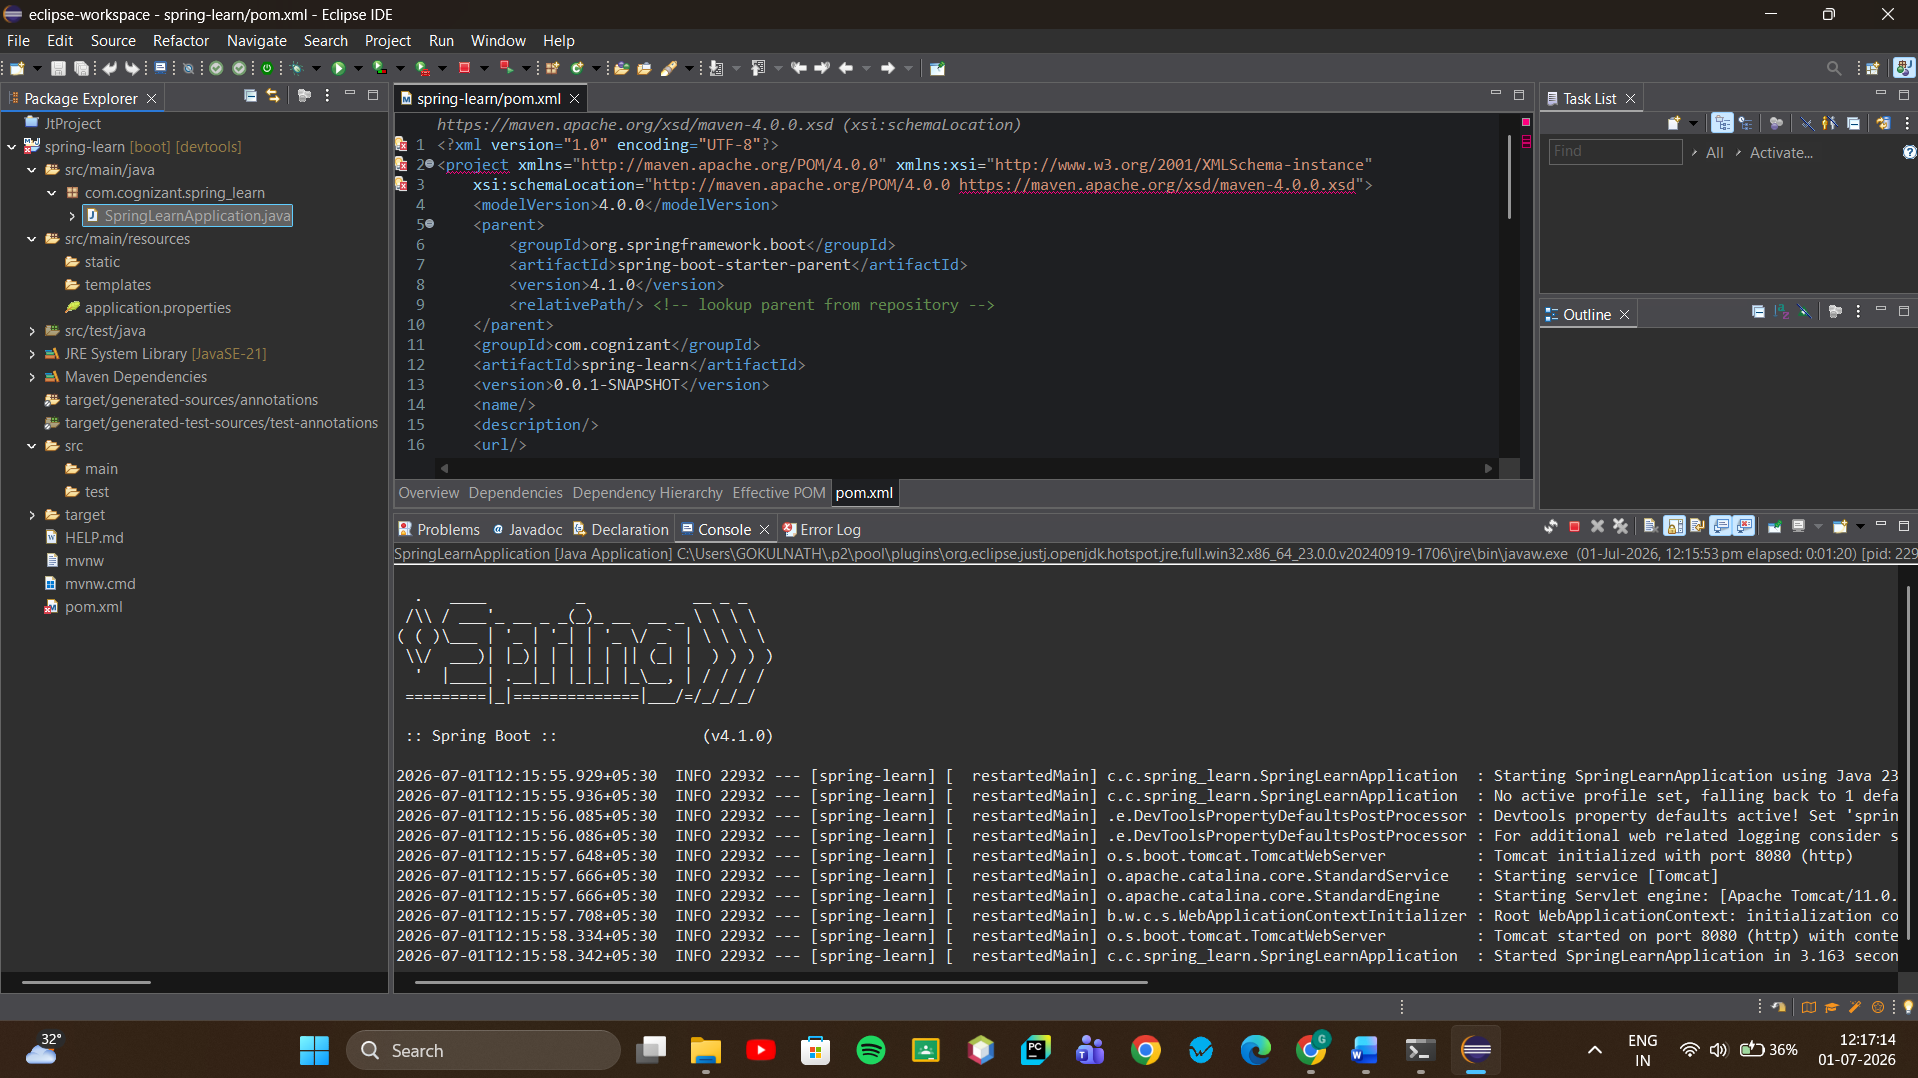 eclipse-workspace - spring-learn/pom.xml - Eclipse IDE
File Edit Source Refactor Navigate Search Project Run Window Help
Package Explorer
JtProject
spring-learn [boot] [devtools]
src/main/java
com.cognizant.spring_learn
SpringLearnApplication.java
src/main/resources
static
templates
application.properties
src/test/java
JRE System Library [JavaSE-21]
Maven Dependencies
target/generated-sources/annotations
target/generated-test-sources/test-annotations
src
main
test
target
HELP.md
mvnw
mvnw.cmd
pom.xml
spring-learn/pom.xml
https://maven.apache.org/xsd/maven-4.0.0.xsd (xsi:schemaLocation)
1 <?xml version="1.0" encoding="UTF-8"?>
2 <project xmlns="http://maven.apache.org/POM/4.0.0" xmlns:xsi="http://www.w3.org/2001/XMLSchema-instance"
3 xsi:schemaLocation="http://maven.apache.org/POM/4.0.0 https://maven.apache.org/xsd/maven-4.0.0.xsd">
4 <modelVersion>4.0.0</modelVersion>
5 <parent>
6 <groupId>org.springframework.boot</groupId>
7 <artifactId>spring-boot-starter-parent</artifactId>
8 <version>4.1.0</version>
9 <relativePath/> <!-- lookup parent from repository -->
10 </parent>
11 <groupId>com.cognizant</groupId>
12 <artifactId>spring-learn</artifactId>
13 <version>0.0.1-SNAPSHOT</version>
14 <name/>
15 <description/>
16 <url/>
Overview Dependencies Dependency Hierarchy Effective POM pom.xml
Task List
Find All Activate...
Outline
Problems Javadoc Declaration Console Error Log
SpringLearnApplication [Java Application] C:\Users\GOKULNATH\.p2\pool\plugins\org.eclipse.justj.openjdk.hotspot.jre.full.win32.x86_64_23.0.0.v20240919-1706\jre\bin\javaw.exe (01-Jul-2026, 12:15:53 pm elapsed: 0:01:20) [pid: 229
Spring
:: Spring Boot :: (v4.1.0)
2026-07-01T12:15:55.929+05:30 INFO 22932 --- [spring-learn] [ restartedMain] c.c.spring_learn.SpringLearnApplication : Starting SpringLearnApplication using Java 23
2026-07-01T12:15:55.936+05:30 INFO 22932 --- [spring-learn] [ restartedMain] c.c.spring_learn.SpringLearnApplication : No active profile set, falling back to 1 defa
2026-07-01T12:15:56.085+05:30 INFO 22932 --- [spring-learn] [ restartedMain] .e.DevToolsPropertyDefaultsPostProcessor : Devtools property defaults active! Set 'sprin
2026-07-01T12:15:56.086+05:30 INFO 22932 --- [spring-learn] [ restartedMain] .e.DevToolsPropertyDefaultsPostProcessor : For additional web related logging consider s
2026-07-01T12:15:57.648+05:30 INFO 22932 --- [spring-learn] [ restartedMain] o.s.boot.tomcat.TomcatWebServer : Tomcat initialized with port 8080 (http)
2026-07-01T12:15:57.666+05:30 INFO 22932 --- [spring-learn] [ restartedMain] o.apache.catalina.core.StandardService : Starting service [Tomcat]
2026-07-01T12:15:57.666+05:30 INFO 22932 --- [spring-learn] [ restartedMain] o.apache.catalina.core.StandardEngine : Starting Servlet engine: [Apache Tomcat/11.0.
2026-07-01T12:15:57.708+05:30 INFO 22932 --- [spring-learn] [ restartedMain] b.w.c.s.WebApplicationContextInitializer : Root WebApplicationContext: initialization co
2026-07-01T12:15:58.334+05:30 INFO 22932 --- [spring-learn] [ restartedMain] o.s.boot.tomcat.TomcatWebServer : Tomcat started on port 8080 (http) with conte
2026-07-01T12:15:58.342+05:30 INFO 22932 --- [spring-learn] [ restartedMain] c.c.spring_learn.SpringLearnApplication : Started SpringLearnApplication in 3.163 secon
32°
Search
ENG
IN
36%
12:17:14
01-07-2026